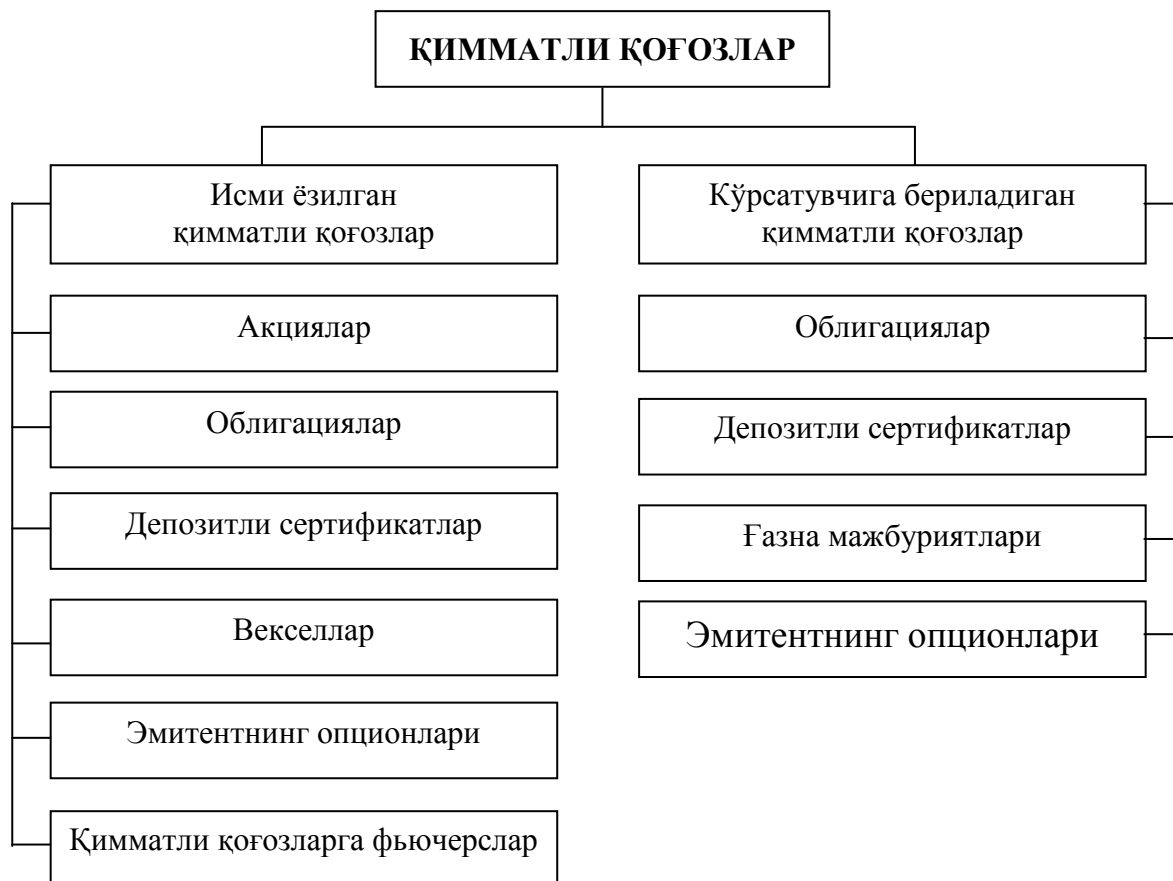 ҚИММАТЛИ ҚОҒОЗЛАР
Исми ёзилган
қимматли қоғозлар
Акциялар
Облигациялар
Депозитли сертификатлар
Векселлар
Эмитентнинг опционлари
Қимматли қоғозларга фьючерслар
Кўрсатувчига бериладиган
қимматли қоғозлар
Облигациялар
Депозитли сертификатлар
Ғазна мажбуриятлари
Эмитентнинг опционлари